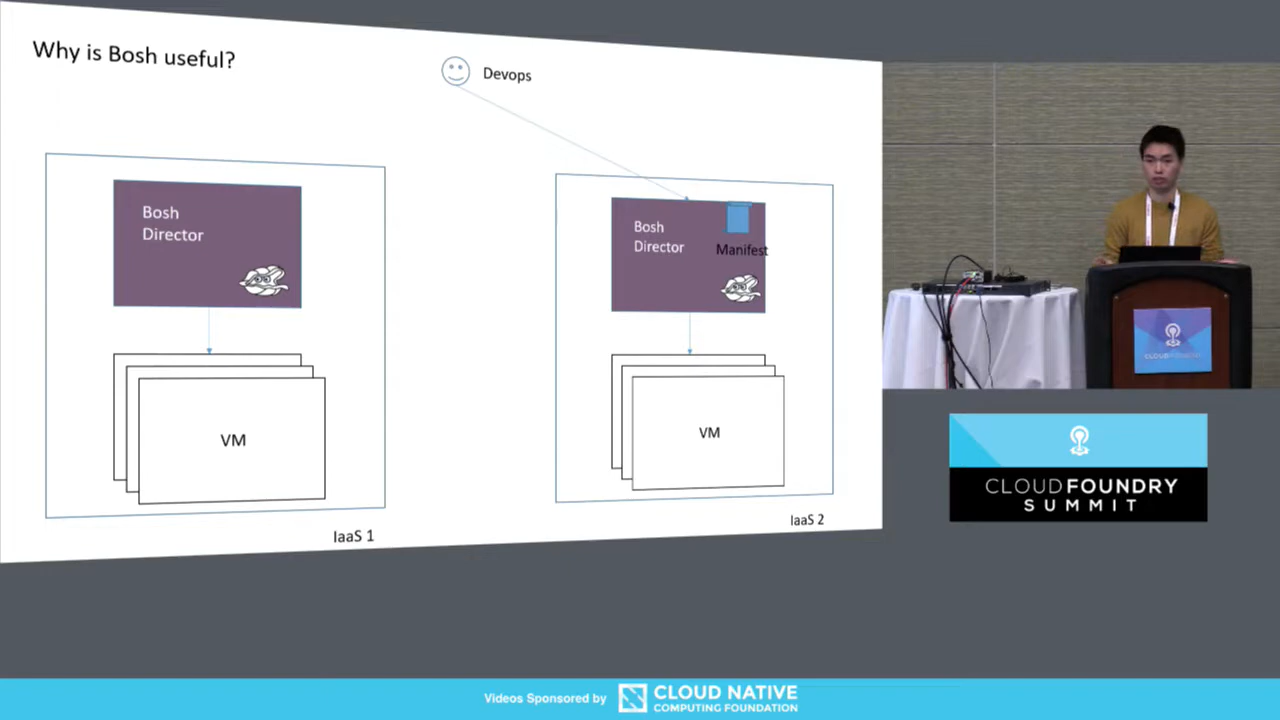 Why is Bosh useful?
Devops
Bosh
Director
VM
IaaS 1
Bosh
Director
Manifest
VM
IaaS 2
CLOUD FOUNDRY
CLOUDFOUNDRY
SUMMIT
Videos Sponsored by
CLOUD NATIVE
COMPUTING FOUNDATION